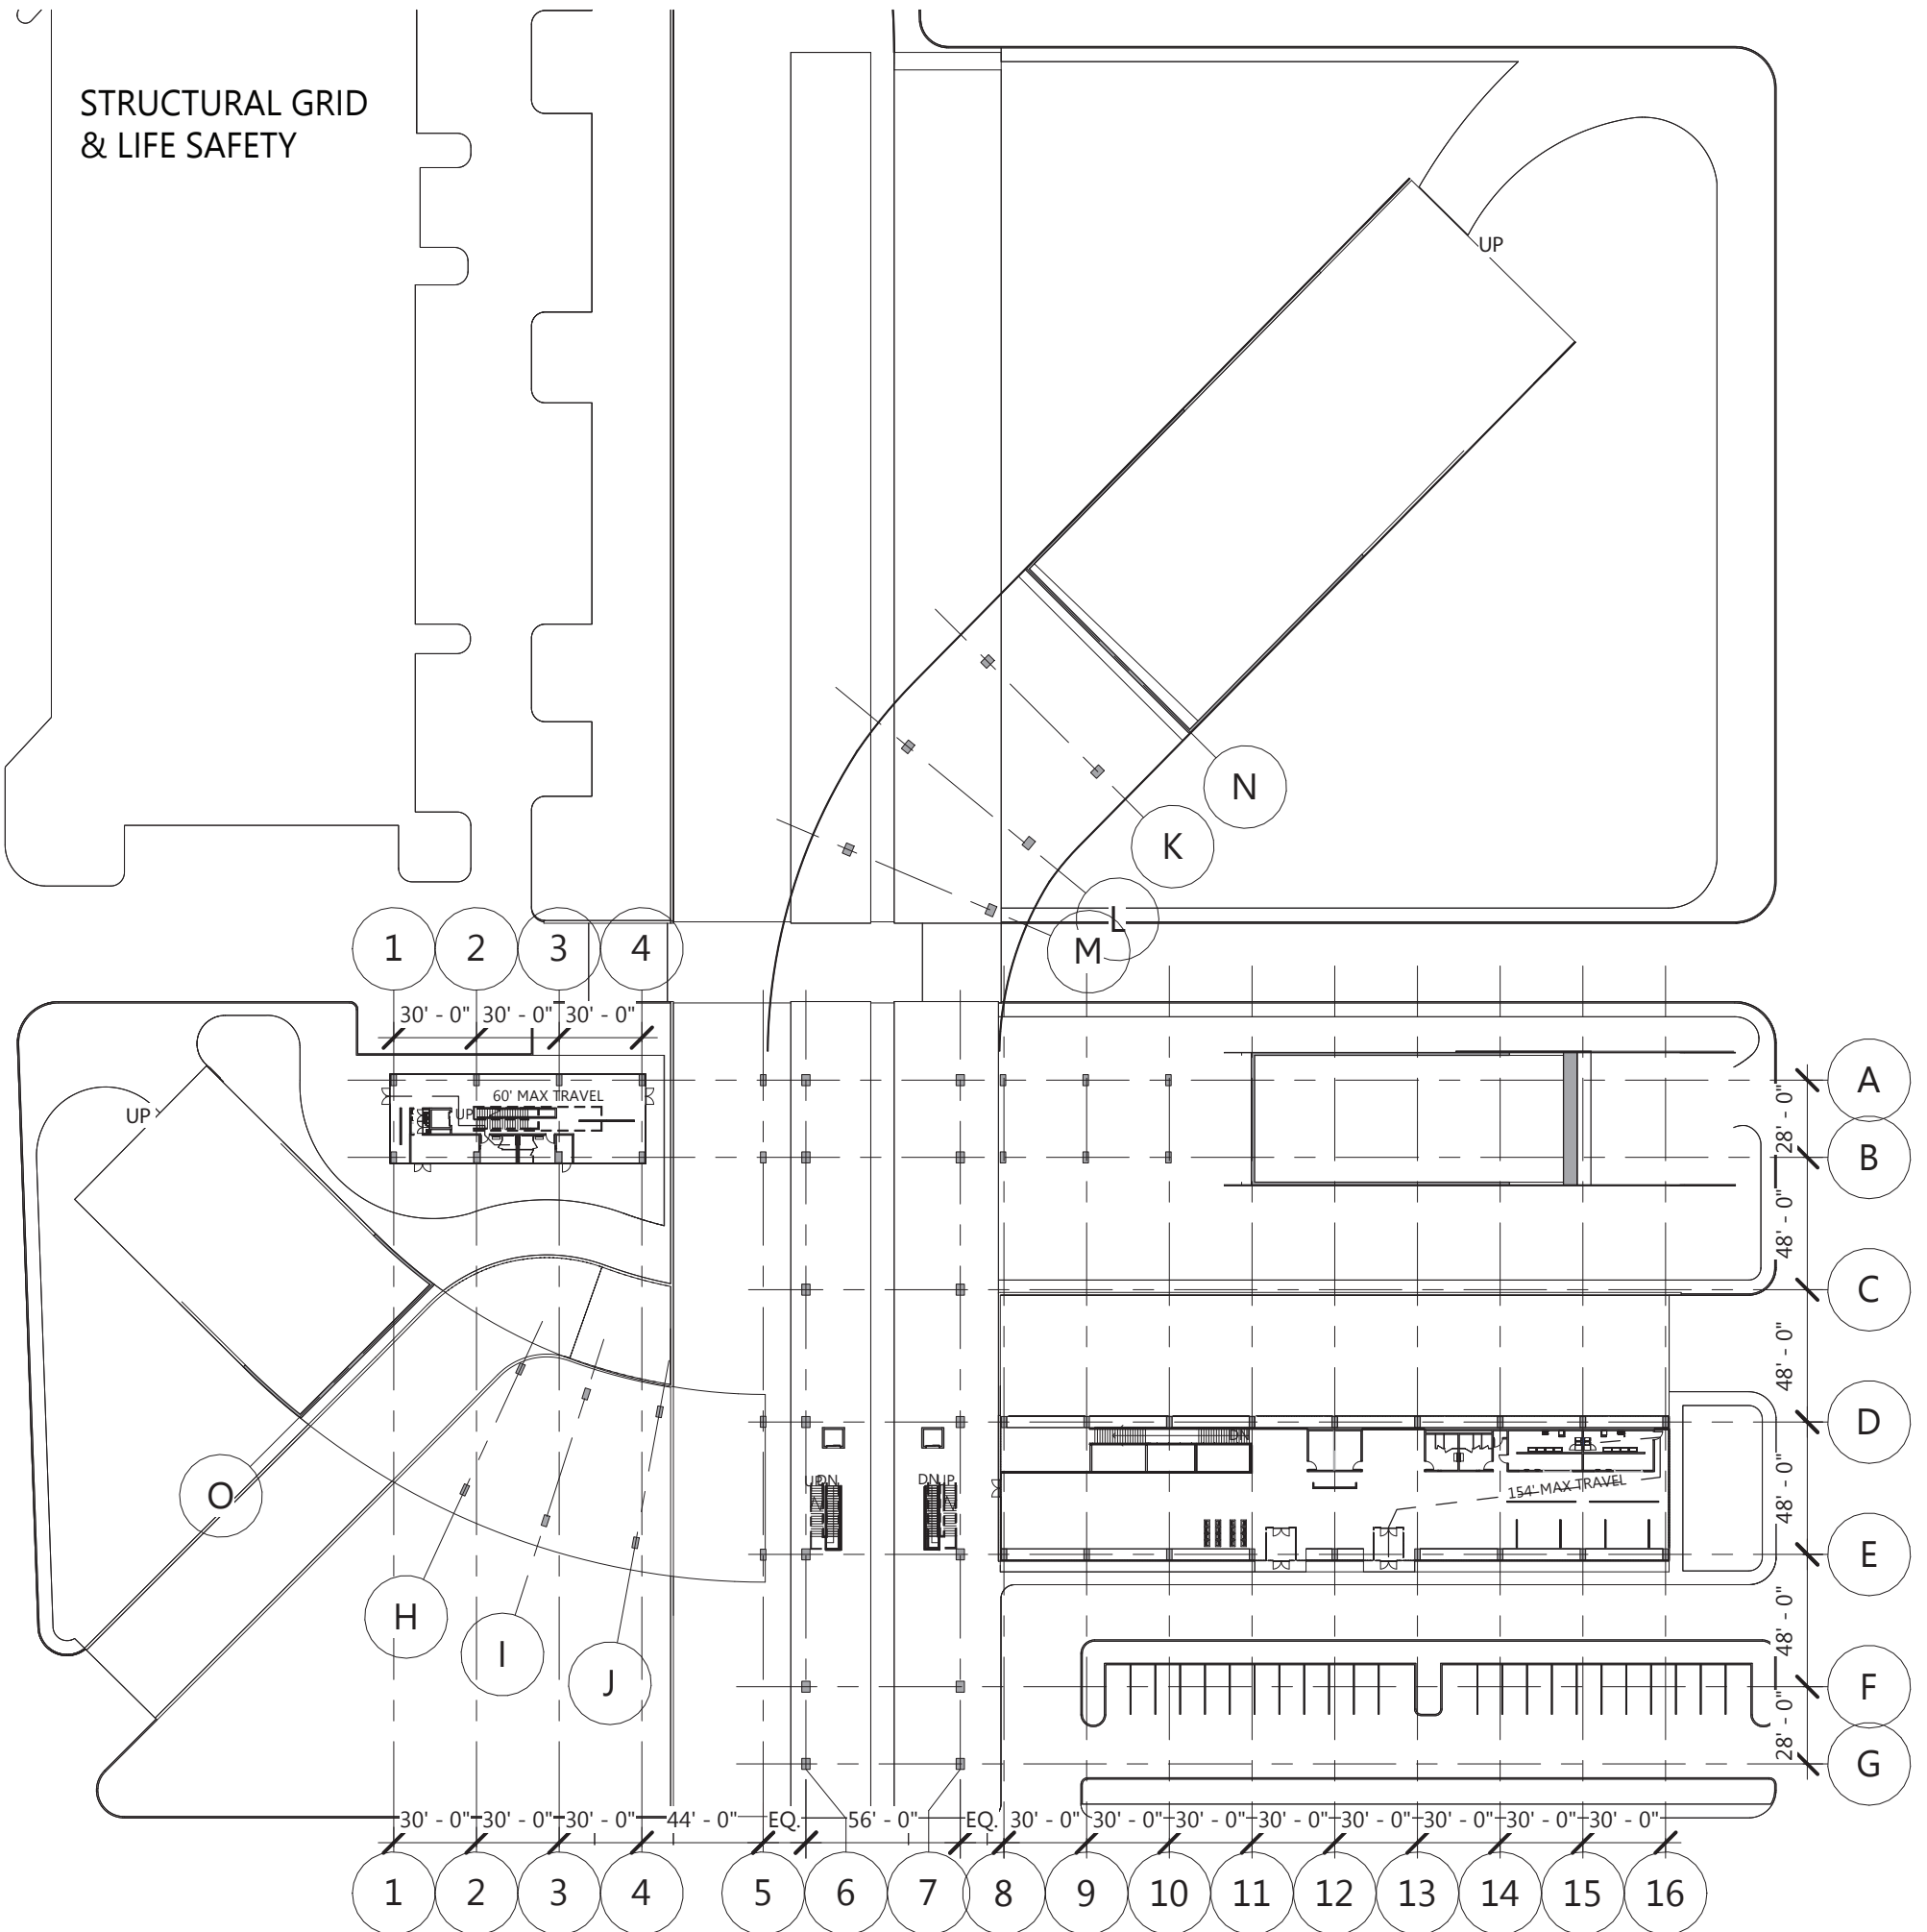 STRUCTURAL GRID
& LIFE SAFETY
UP
N
K
L
M
1 2 3 4
30' - 0" 30' - 0" 30' - 0"
A
28' - 0"
B
UP
60' MAX TRAVEL
UP
48' - 0"
C
48' - 0"
D
DN
UP DN
DN UP
154' MAX TRAVEL
48' - 0"
O
E
H
I
J
48' - 0"
F
28' - 0"
G
30' - 0" 30' - 0" 30' - 0" 44' - 0" EQ. 56' - 0" EQ. 30' - 0" 30' - 0" 30' - 0" 30' - 0" 30' - 0" 30' - 0" 30' - 0" 30' - 0"
1 2 3 4 5 6 7 8 9 10 11 12 13 14 15 16